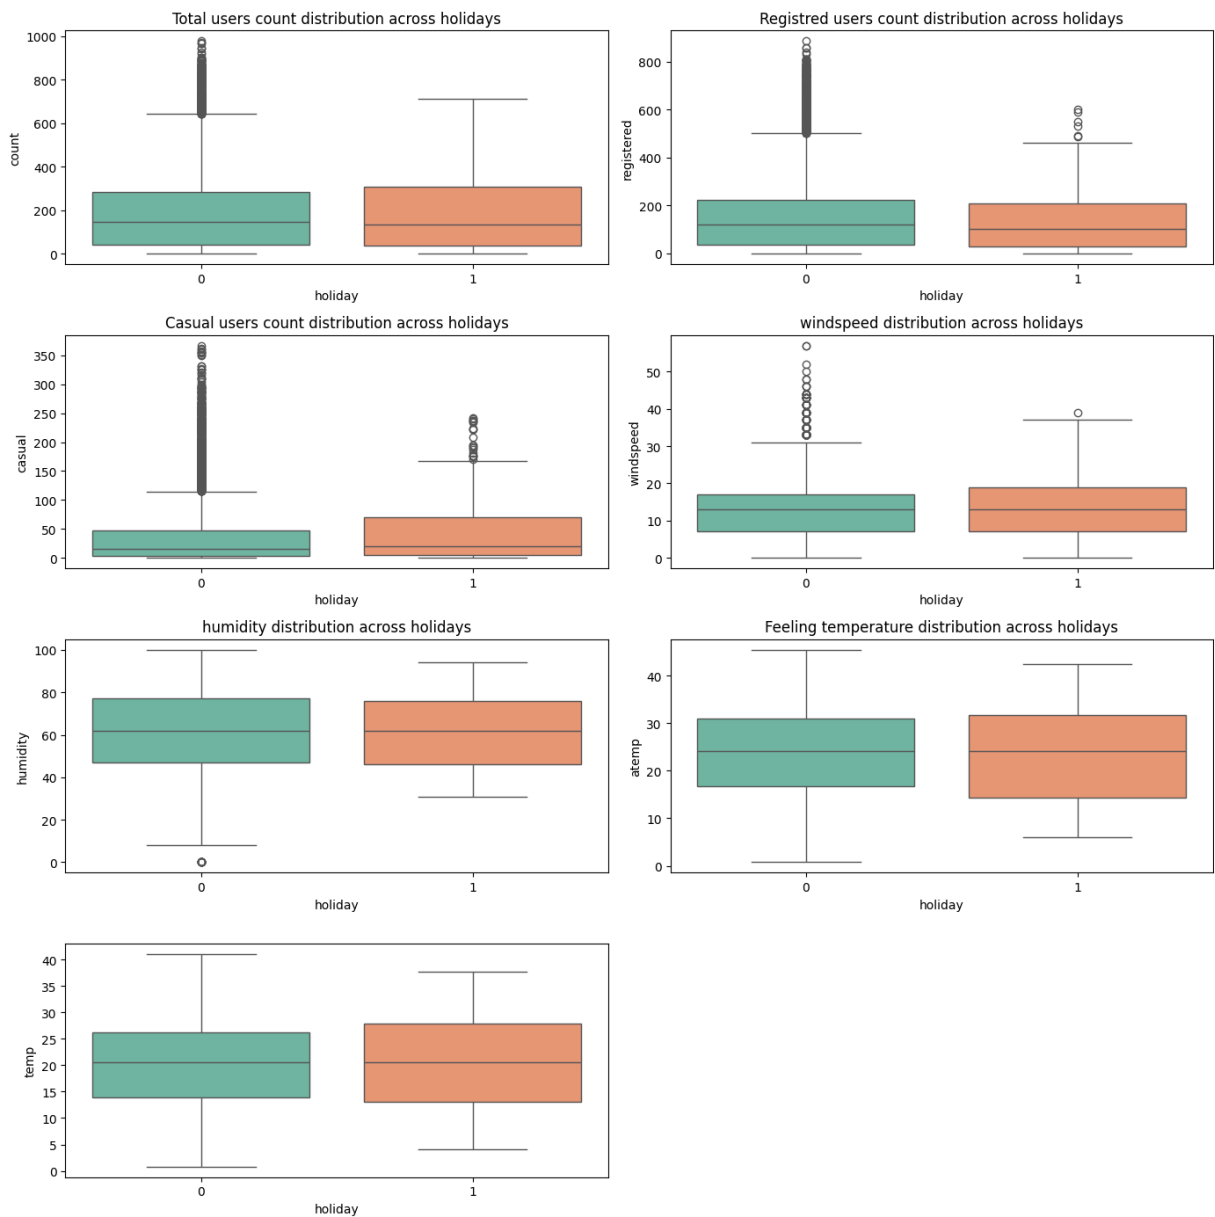 Total users count distribution across holidays
1000
800
600
400
200
0
count
0
1
holiday
Registred users count distribution across holidays
800
600
400
200
0
registered
0
1
holiday
Casual users count distribution across holidays
350
300
250
200
150
100
50
0
casual
0
1
holiday
windspeed distribution across holidays
50
40
30
20
10
0
windspeed
0
1
holiday
humidity distribution across holidays
100
80
60
40
20
0
humidity
0
1
holiday
Feeling temperature distribution across holidays
40
30
20
10
0
atemp
0
1
holiday
40
35
30
25
20
15
10
5
0
temp
0
1
holiday